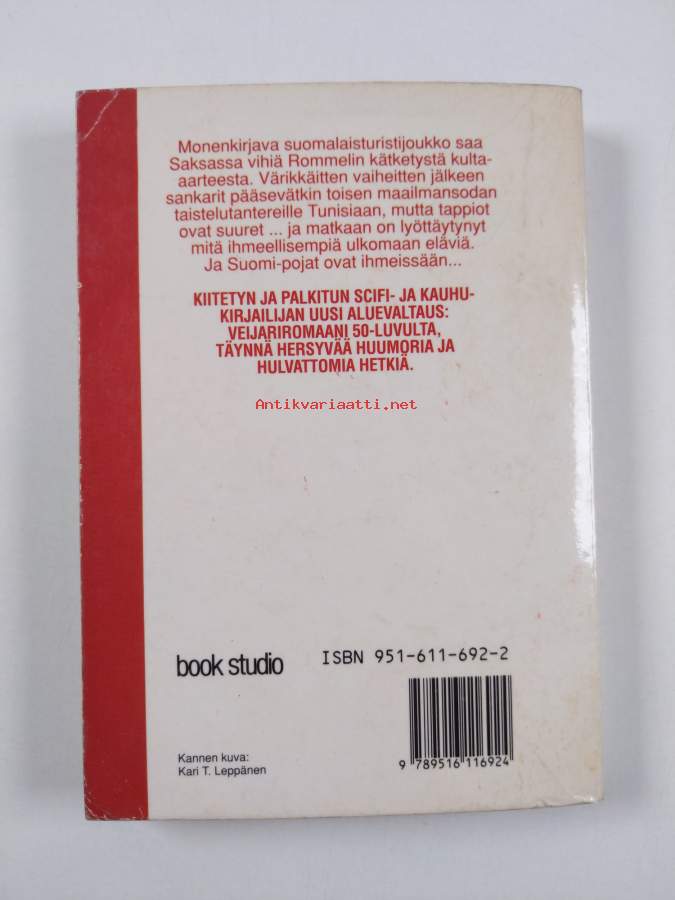 Monenkirjava suomalaisturistijoukko saa
Saksassa vihiä Rommelin kätketystä kulta-
aarteesta. Värikkäitten vaiheitten jälkeen
sankarit pääsevätkin toisen maailmansodan
taistelutantereille Tunisiaan, mutta tappiot
ovat suuret ... ja matkaan on lyöttäytynyt
mitä ihmeellisempiä ulkomaan eläviä.
Ja Suomi-pojat ovat ihmeissään...
KIITETYN JA PALKITUN SCIFI- JA KAUHU-
KIRJAILIJAN UUSI ALUEVALTAUS:
VEIJARIROMAANI 50-LUVULTA,
TÄYNNÄ HERSYVÄÄ HUUMORIA JA
HULVATTOMIA HETKIÄ.
Antikvariaatti.net
book studio
ISBN 951-611-692-2
9 789516 116924
Kannen kuva:
Kari T. Leppänen